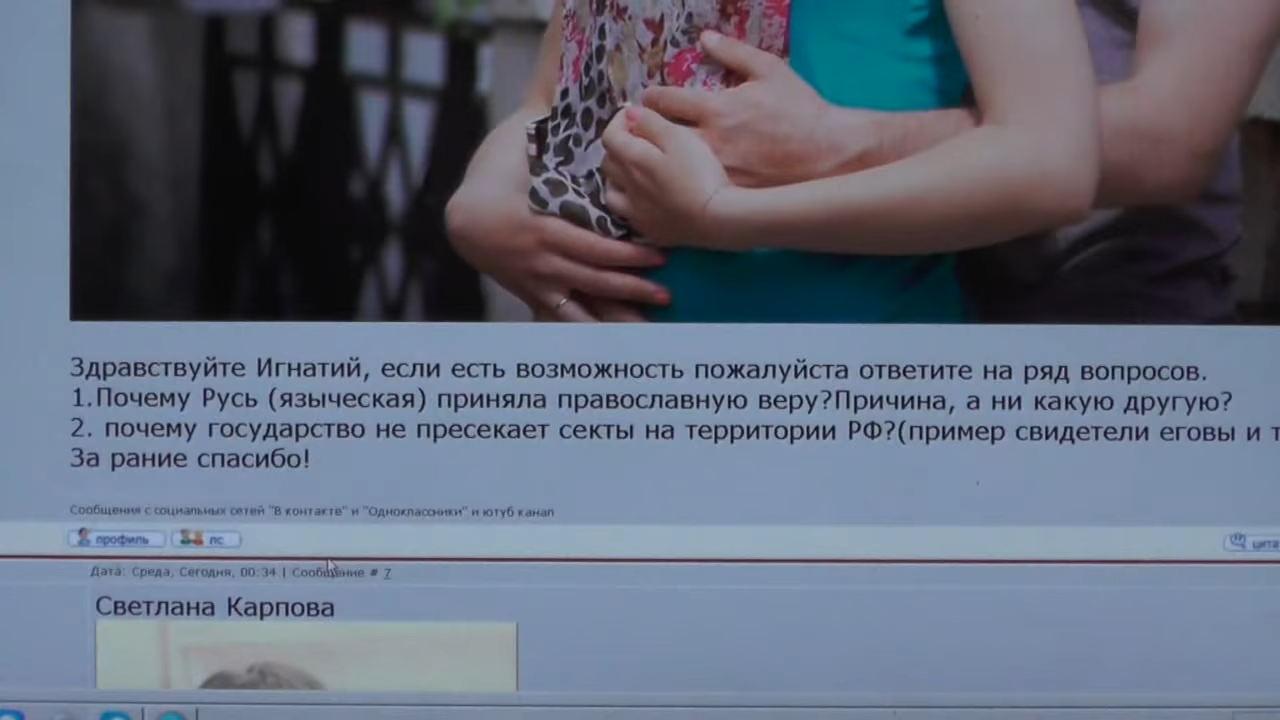 Здравствуйте Игнатий, если есть возможность пожалуйста ответите на ряд вопросов.
1.Почему Русь (языческая) приняла православную веру?Причина, а ни какую другую?
2. почему государство не пресекает секты на территории РФ?(пример свидетели еговы и т
За рание спасибо!
Сообщения с социальных сетей "В контакте" и "Одноклассники" и ютуб канал
профиль лс цита
Дата: Среда, Сегодня, 00:34 | Сообщение # 7
Светлана Карпова